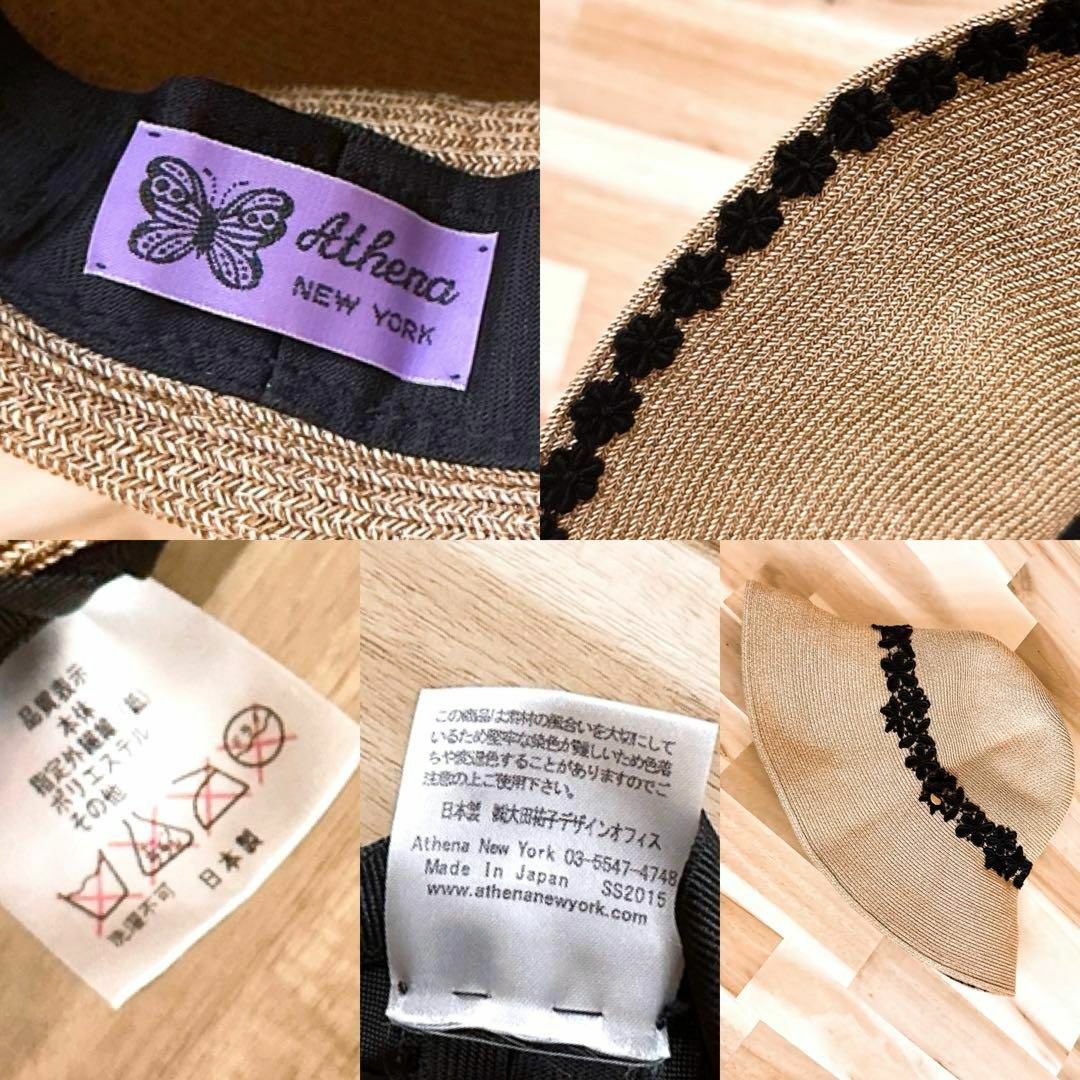 Athena
NEW YORK
品質表示
本体
指定外繊維(紙)
ポリエステル
その他
洗濯不可
日本製
この商品は素材の風合いを大切にして
いるため堅牢な染色が難しいため色落
ちや変退色することがありますのでご
注意の上ご使用下さい。
日本製 ㈱大田祐子デザインオフィス
Athena New York 03-5547-4748
Made In Japan SS2015
www.athenanewyork.com